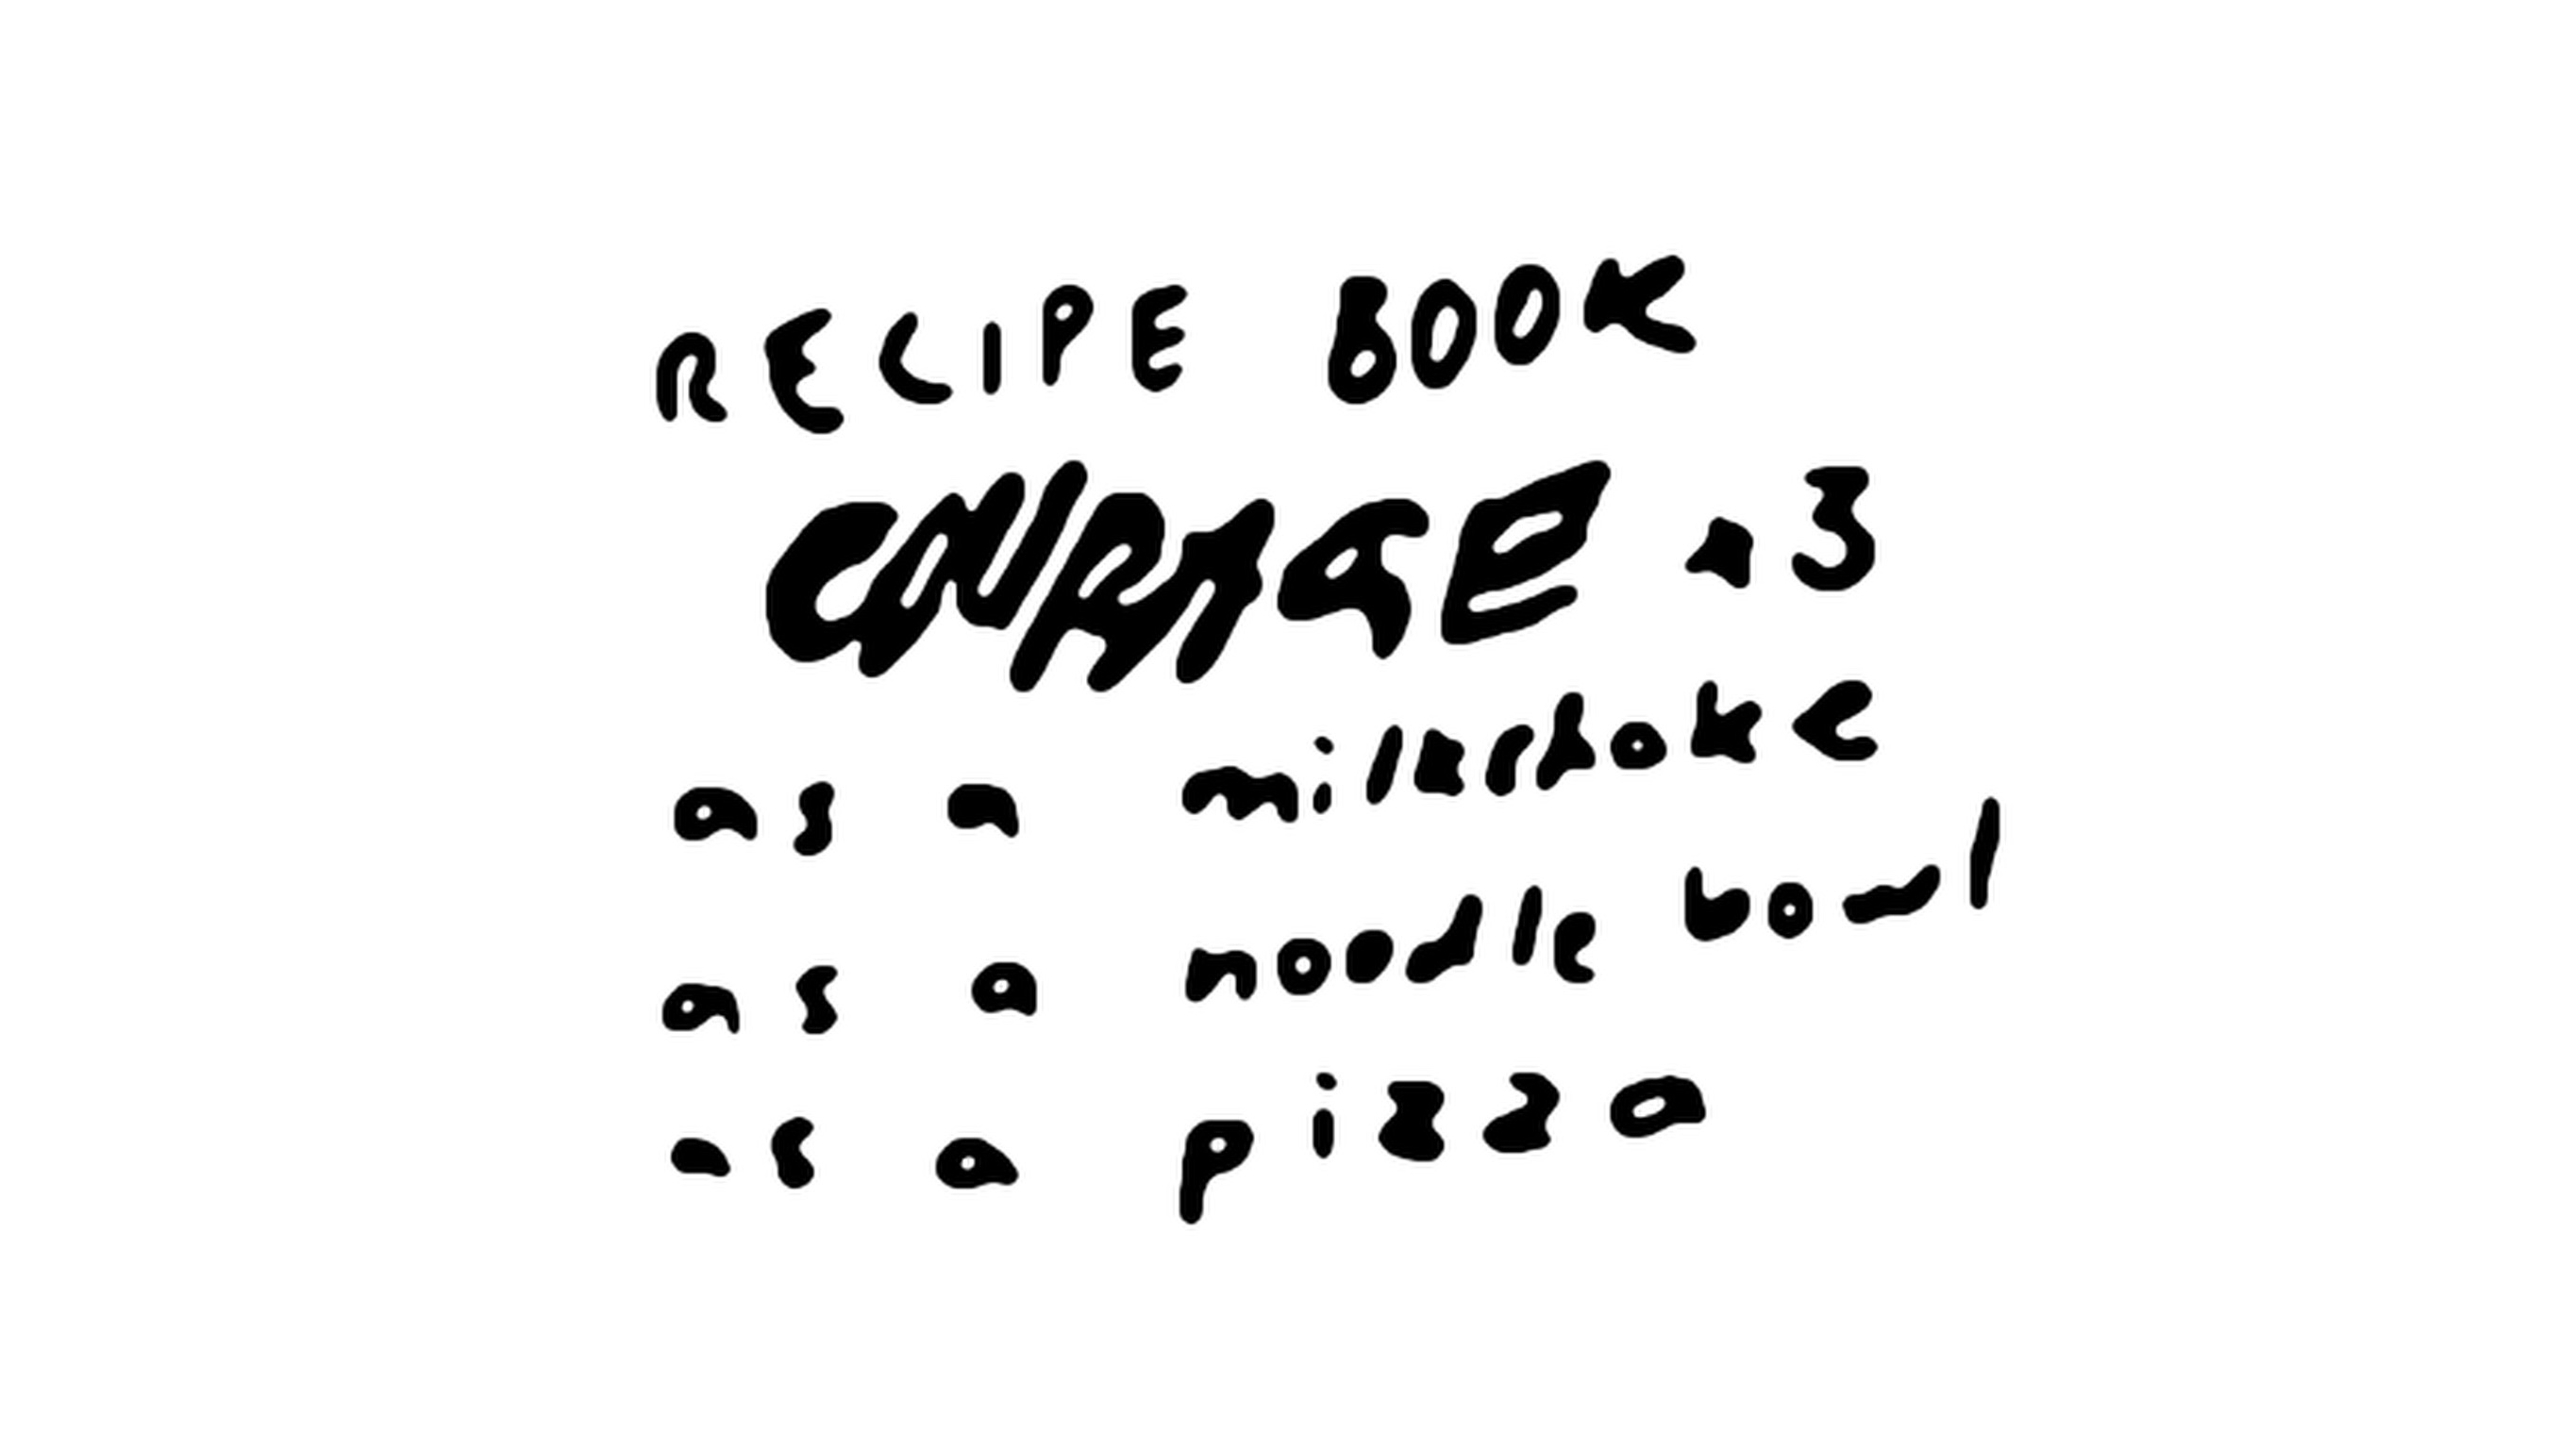 RECIPE BOOK
COURAGE x3
as a milkshake
as a noodle bowl
as a pizza